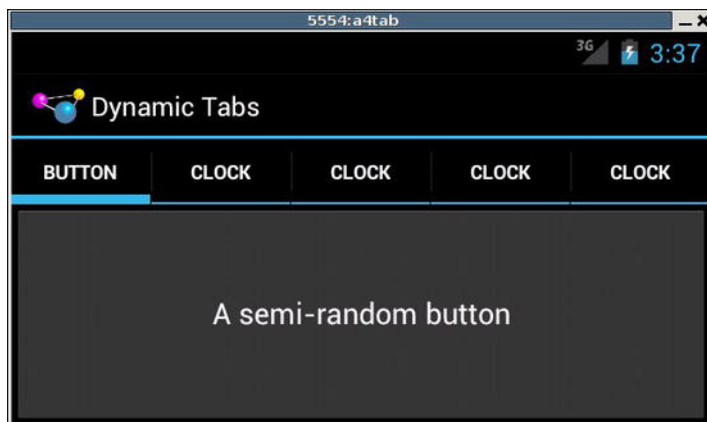 5554:a4tab
3G 3:37
Dynamic Tabs
BUTTON CLOCK CLOCK CLOCK CLOCK
A semi-random button